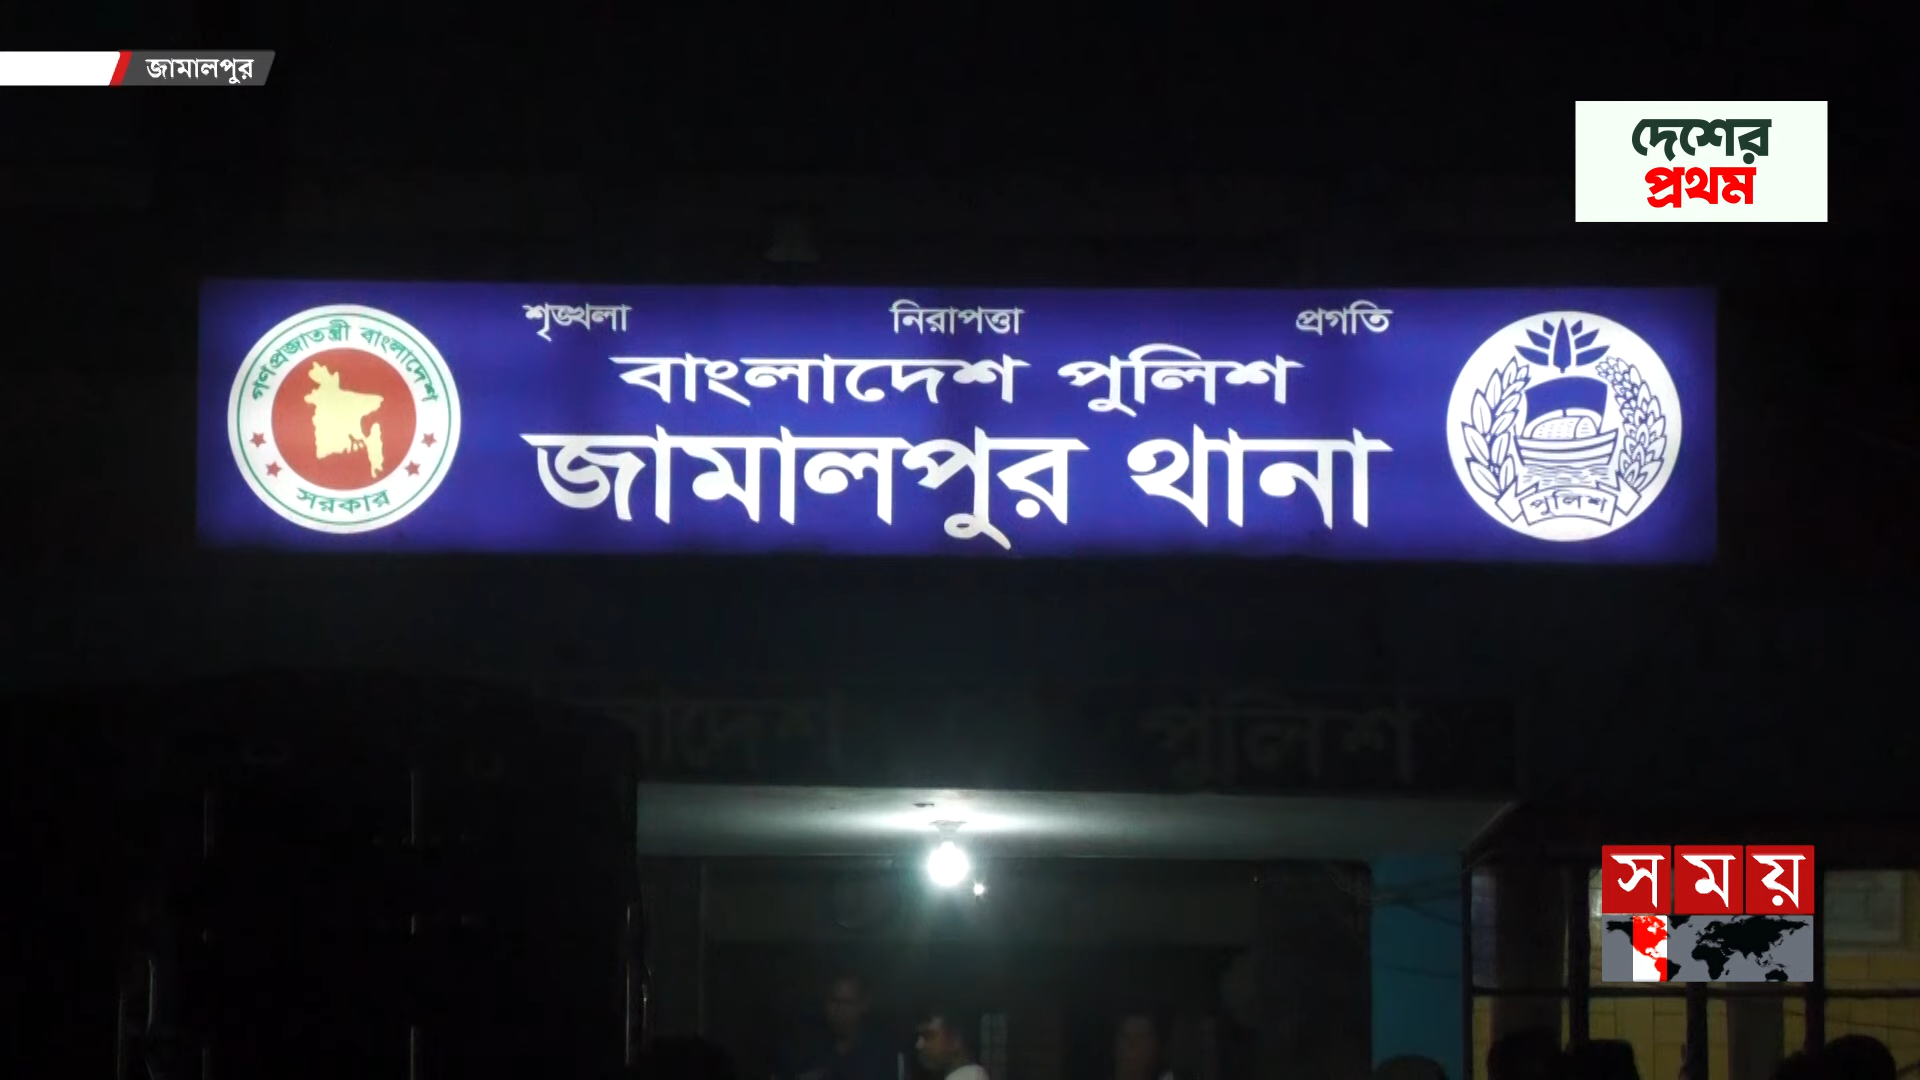 জামালপুর
দেশের
প্রথম
শৃঙ্খলা নিরাপত্তা প্রগতি
বাংলাদেশ পুলিশ
জামালপুর থানা
গণপ্রজাতন্ত্রী বাংলাদেশ
সরকার
পুলিশ
বাংলাদেশ পুলিশ
সময়